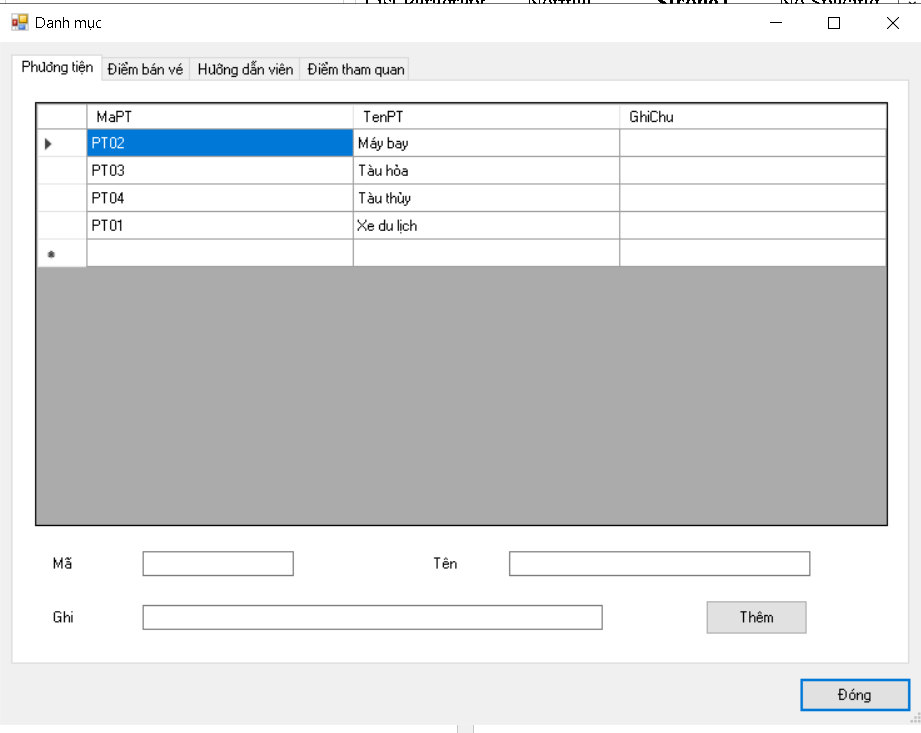 Danh mục
Phương tiện Điểm bán vé Hướng dẫn viên Điểm tham quan
MaPT TenPT GhiChu
PT02 Máy bay
PT03 Tàu hỏa
PT04 Tàu thủy
PT01 Xe du lịch
Mã Tên
Ghi Thêm
Đóng